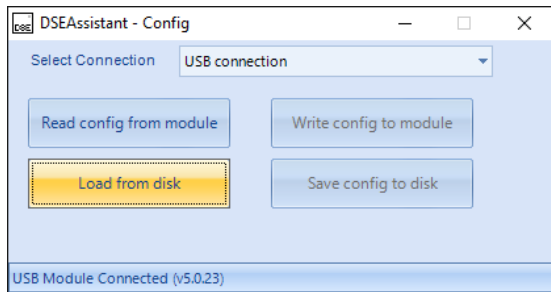 DSE DSEAssistant - Config
Select Connection USB connection
Read config from module Write config to module
Load from disk Save config to disk
USB Module Connected (v5.0.23)